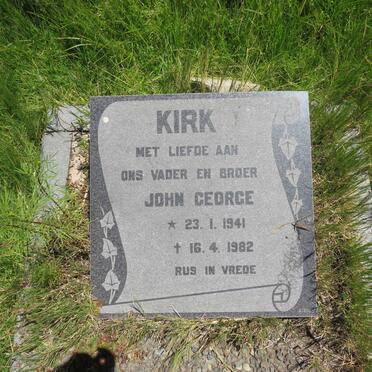 KIRK
MET LIEFDE AAN
ONS VADER EN BROER
JOHN GEORGE
* 23. 1. 1941
† 16. 4. 1982
RUS IN VREDE